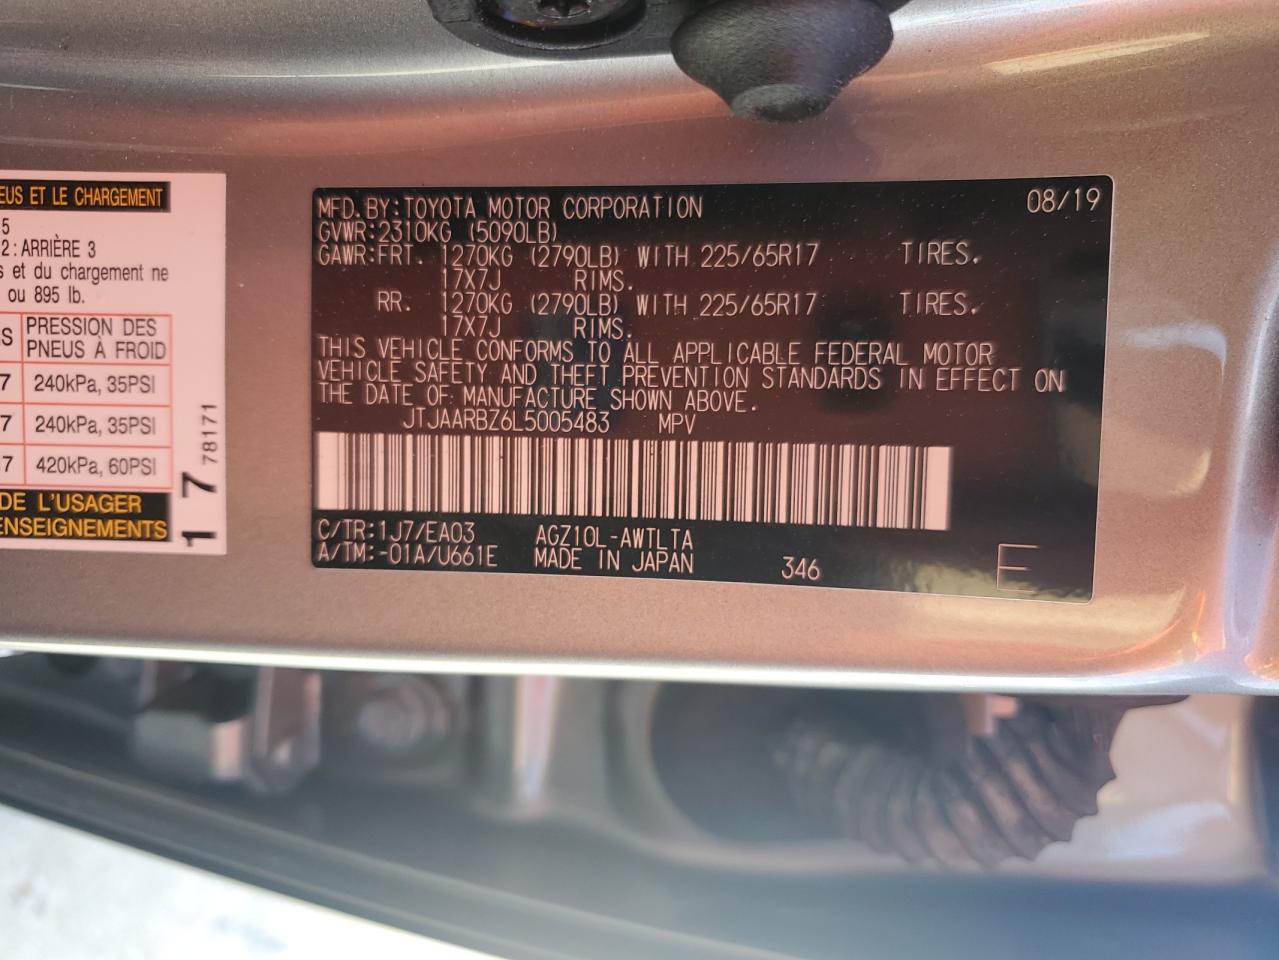 EUS ET LE CHARGEMENT
5
2: ARRIÈRE 3
s et du chargement ne
ou 895 lb.
S PRESSION DES
PNEUS À FROID
7 240kPa, 35PSI
7 240kPa, 35PSI
7 420kPa, 60PSI
DE L'USAGER
ENSEIGNEMENTS
17
78171
MFD.BY:TOYOTA MOTOR CORPORATION 08/19
GVWR:2310KG (5090LB)
GAWR:FRT. 1270KG (2790LB) WITH 225/65R17 TIRES.
17X7J RIMS.
RR. 1270KG (2790LB) WITH 225/65R17 TIRES.
17X7J RIMS.
THIS VEHICLE CONFORMS TO ALL APPLICABLE FEDERAL MOTOR
VEHICLE SAFETY AND THEFT PREVENTION STANDARDS IN EFFECT ON
THE DATE OF MANUFACTURE SHOWN ABOVE.
JTJAARBZ6L5005483 MPV
C/TR:1J7/EA03 AGZ10L-AWTLTA
A/TM:-01A/U661E MADE IN JAPAN 346 E